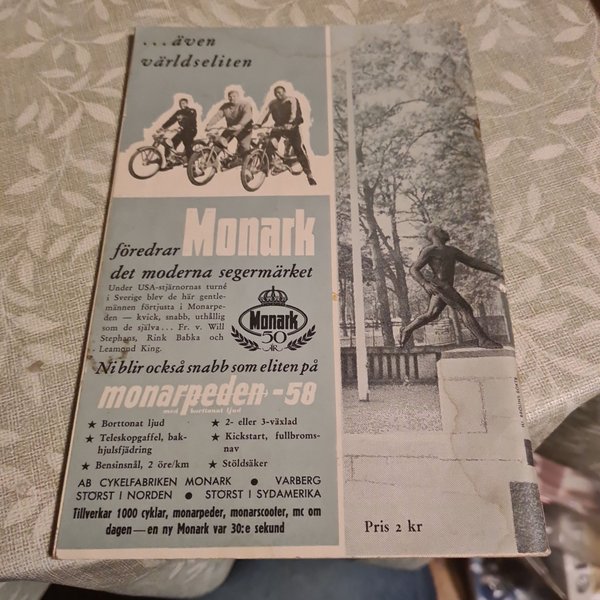 ...även
världseliten
föredrar Monark
det moderna segermärket
Under USA-stjärnornas turné
i Sverige blev de här gentle-
männen förtjusta i Monarpe-
den — kvick, snabb, uthållig
som de själva... Fr. v. Will
Stephens, Rink Babka och
Leamond King.
Monark
50
ÅR
Ni blir också snabb som eliten på
monarpeden -58
med borttonat ljud
★ Borttonat ljud
★ Teleskopgaffel, bak-
hjulsfjädring
★ Bensinsnål, 2 öre/km
★ 2- eller 3-växlad
★ Kickstart, fullbroms-
nav
★ Stöldsäker
AB CYKELFABRIKEN MONARK ● VARBERG
STÖRST I NORDEN ● STÖRST I SYDAMERIKA
Tillverkar 1000 cyklar, monarpeder, monarscooter, mc om
dagen — en ny Monark var 30:e sekund
Pris 2 kr